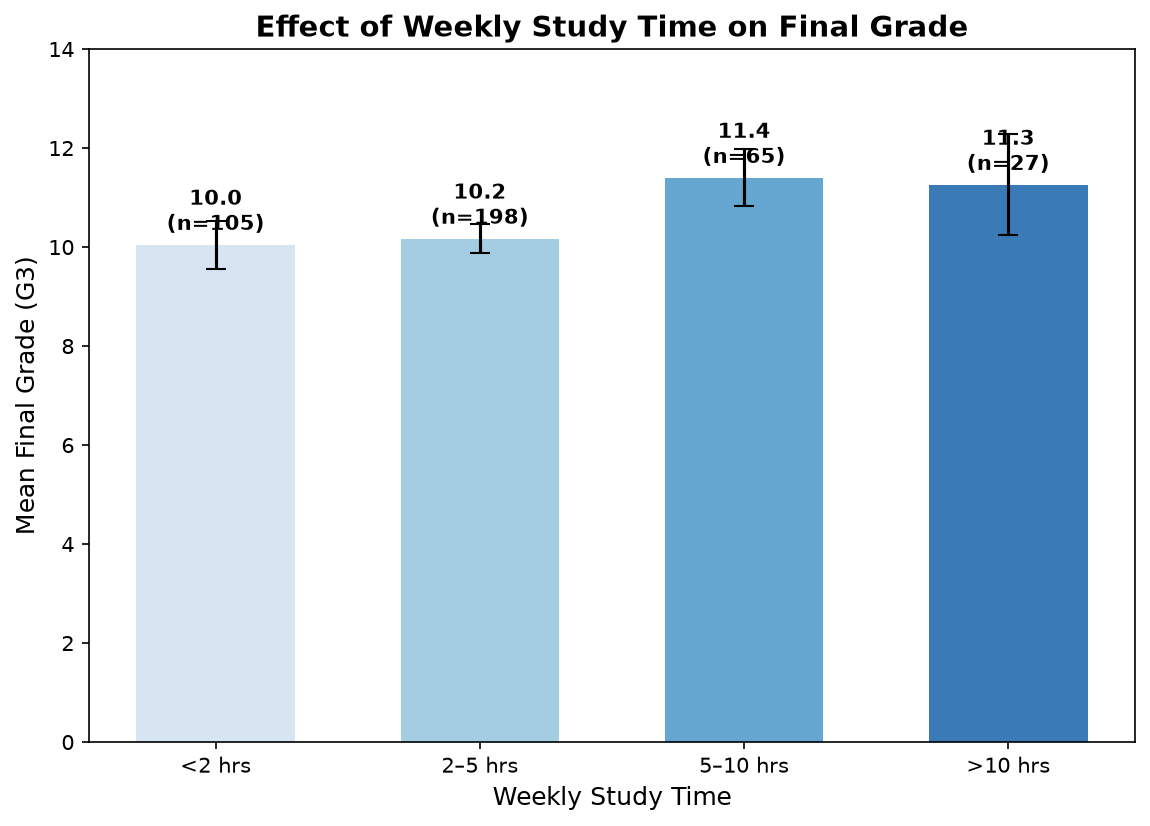 Effect of Weekly Study Time on Final Grade
14
12
10
8
6
4
2
0
Mean Final Grade (G3)
10.0
(n=105)
10.2
(n=198)
11.4
(n=65)
11.3
(n=27)
<2 hrs
2–5 hrs
5–10 hrs
>10 hrs
Weekly Study Time